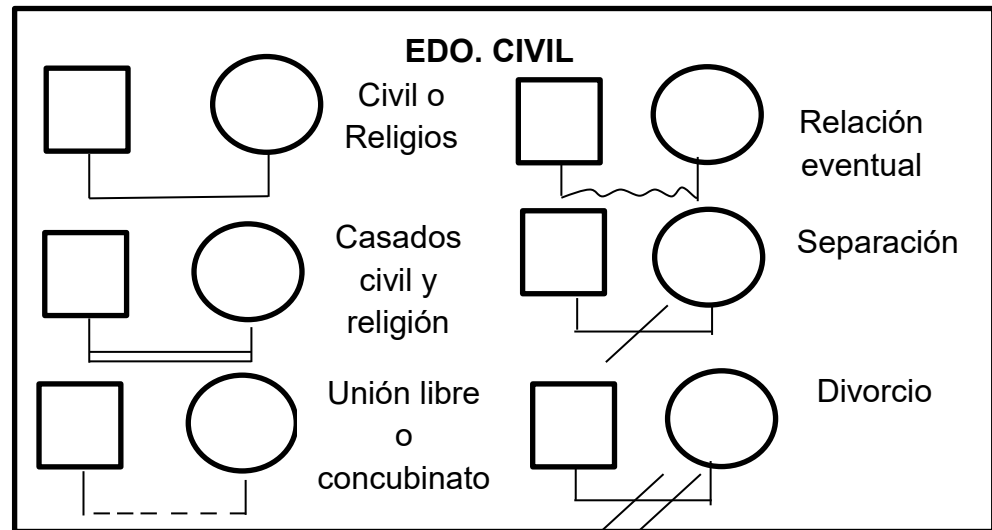 EDO. CIVIL
Civil o
Religios
Casados
civil y
religión
Unión libre
o
concubinato
Relación
eventual
Separación
Divorcio